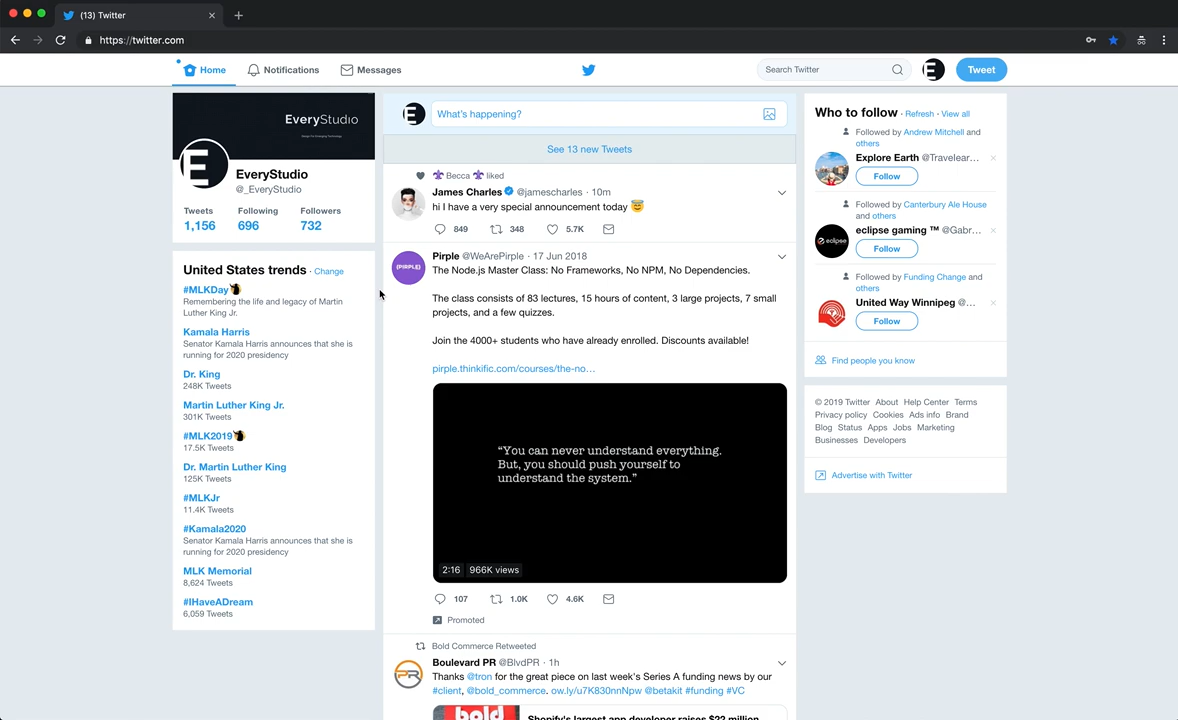 (13) Twitter
https://twitter.com
Home
Notifications
Messages
Search Twitter
E
Tweet
EveryStudio
E
EveryStudio
@_EveryStudio
Tweets Following Followers
1,156 696 732
United States trends · Change
#MLKDay
Remembering the life and legacy of Martin
Luther King Jr.
Kamala Harris
Senator Kamala Harris announces that she is
running for 2020 presidency
Dr. King
248K Tweets
Martin Luther King Jr.
301K Tweets
#MLK2019
17.5K Tweets
Dr. Martin Luther King
125K Tweets
#MLKJr
11.4K Tweets
#Kamala2020
Senator Kamala Harris announces that she is
running for 2020 presidency
MLK Memorial
8,624 Tweets
#IHaveADream
6,059 Tweets
E
What's happening?
See 13 new Tweets
Becca liked
James Charles @jamescharles · 10m
hi I have a very special announcement today 😇
849 348 5.7K
{PIRPLE}
Pirple @WeArePirple · 17 Jun 2018
The Node.js Master Class: No Frameworks, No NPM, No Dependencies.
The class consists of 83 lectures, 15 hours of content, 3 large projects, 7 small
projects, and a few quizzes.
Join the 4000+ students who have already enrolled. Discounts available!
pirple.thinkific.com/courses/the-no…
“You can never understand everything.
But, you should push yourself to
understand the system.”
2:16 966K views
107 1.0K 4.6K
Promoted
Bold Commerce Retweeted
PR
Boulevard PR @BlvdPR · 1h
Thanks @tron for the great piece on last week's Series A funding news by our
#client, @bold_commerce. ow.ly/u7K830nnNpw @betakit #funding #VC
bold
Shopify's largest app developer raises $22 million
Who to follow · Refresh · View all
Followed by Andrew Mitchell and
others
Explore Earth @Travelear…
Follow
Followed by Canterbury Ale House
and others
eclipse
eclipse gaming ™ @Gabr…
Follow
Followed by Funding Change and
others
United Way Winnipeg @…
Follow
Find people you know
© 2019 Twitter About Help Center Terms
Privacy policy Cookies Ads info Brand
Blog Status Apps Jobs Marketing
Businesses Developers
Advertise with Twitter